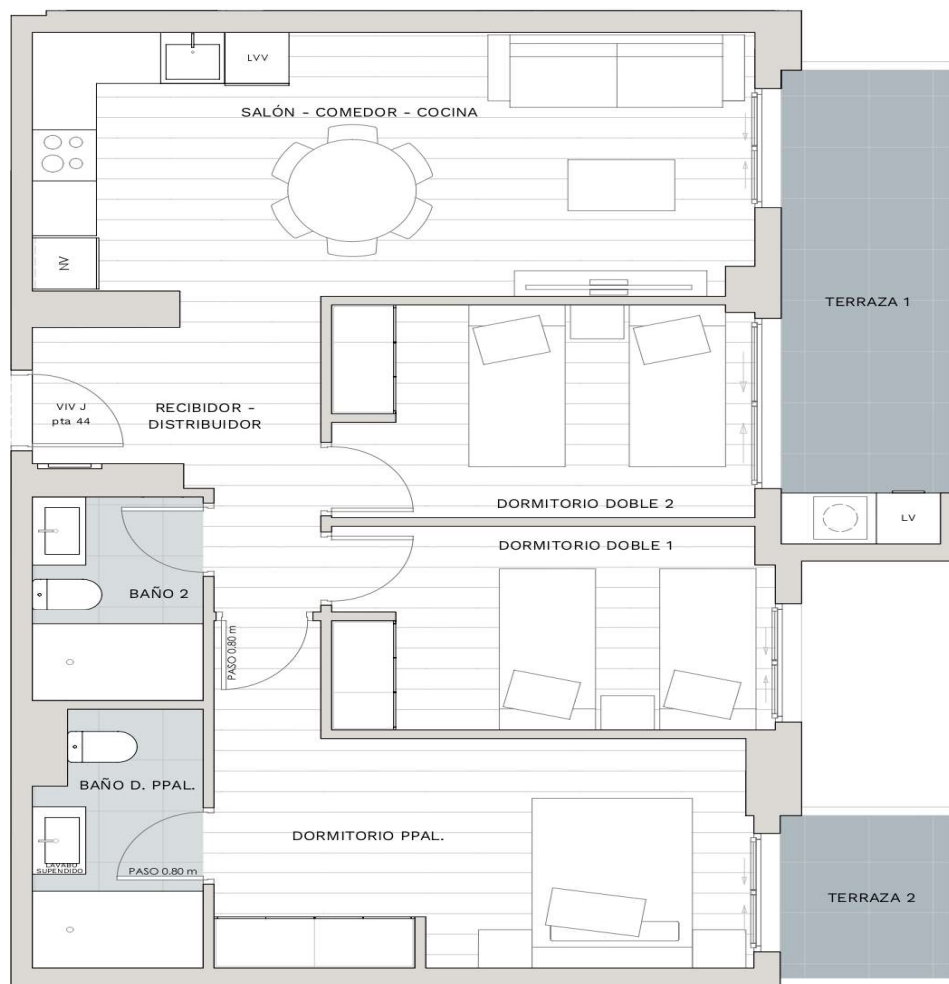 LVV
SALÓN - COMEDOR - COCINA
NV
TERRAZA 1
VIV J
pta 44
RECIBIDOR -
DISTRIBUIDOR
DORMITORIO DOBLE 2
LV
DORMITORIO DOBLE 1
BAÑO 2
PASO 0.80 m
BAÑO D. PPAL.
DORMITORIO PPAL.
LAVABO
SUPENDIDO
PASO 0.80 m
TERRAZA 2